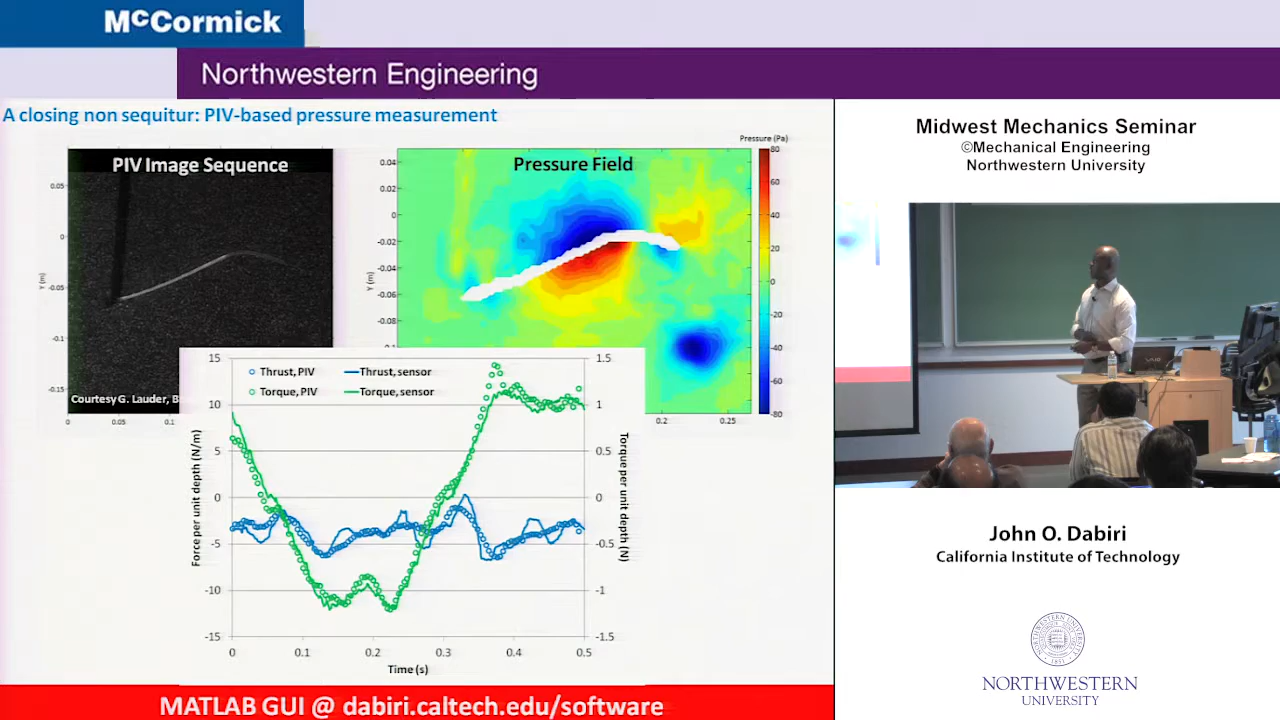 McCormick
Northwestern Engineering
A closing non sequitur: PIV-based pressure measurement
PIV Image Sequence
0.05
0
-0.05
-0.1
-0.15
Y (m)
0
0.05
0.1
Courtesy G. Lauder,
Pressure Field
Pressure (Pa)
0.04
0.02
0
-0.02
-0.04
-0.06
-0.08
Y (m)
0.2
0.25
80
60
40
20
0
-20
-40
-60
-80
Thrust, PIV
Thrust, sensor
Torque, PIV
Torque, sensor
15
10
5
0
-5
-10
-15
Force per unit depth (N/m)
1.5
1
0.5
0
-0.5
-1
-1.5
Torque per unit depth (N)
0
0.1
0.2
0.3
0.4
0.5
Time (s)
MATLAB GUI @ dabiri.caltech.edu/software
Midwest Mechanics Seminar
©Mechanical Engineering
Northwestern University
VAIO
John O. Dabiri
California Institute of Technology
NORTHWESTERN
UNIVERSITY